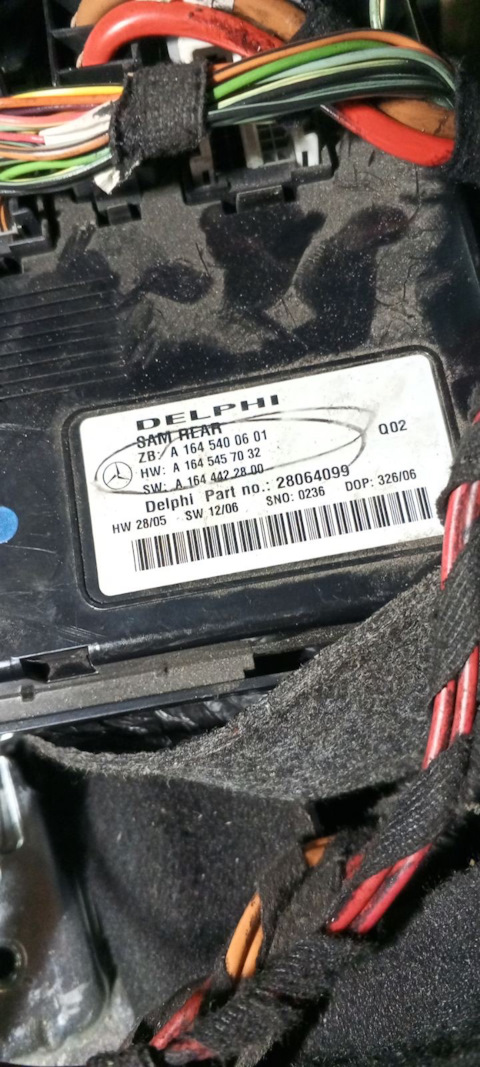 DELPHI
SAM REAR
ZB: A 164 540 06 01
HW: A 164 545 70 32
SW: A 164 442 28 00
Q02
Delphi Part no.: 28064099
HW 28/05 SW 12/06 SNO: 0236 DOP: 326/06